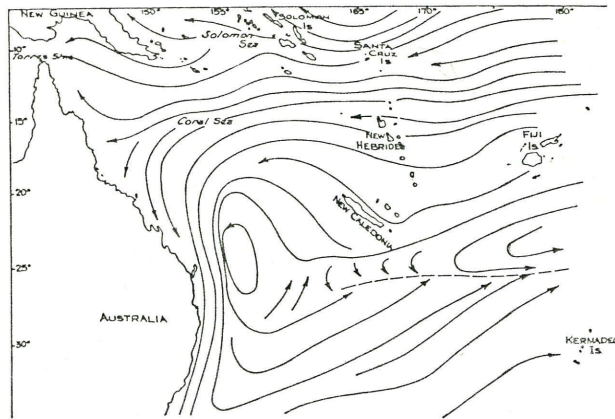 NEW GUINEA
150°
155°
165°
170°
180°
SOLOMON
IS
Solomon
Sea
SANTA
CRUZ
IS
10°
Torres
15°
Coral Sea
NEW
HEBRIDES
FIJI
IS
20°
NEW CALEDONIA
25°
AUSTRALIA
30°
KERMADEC
IS.